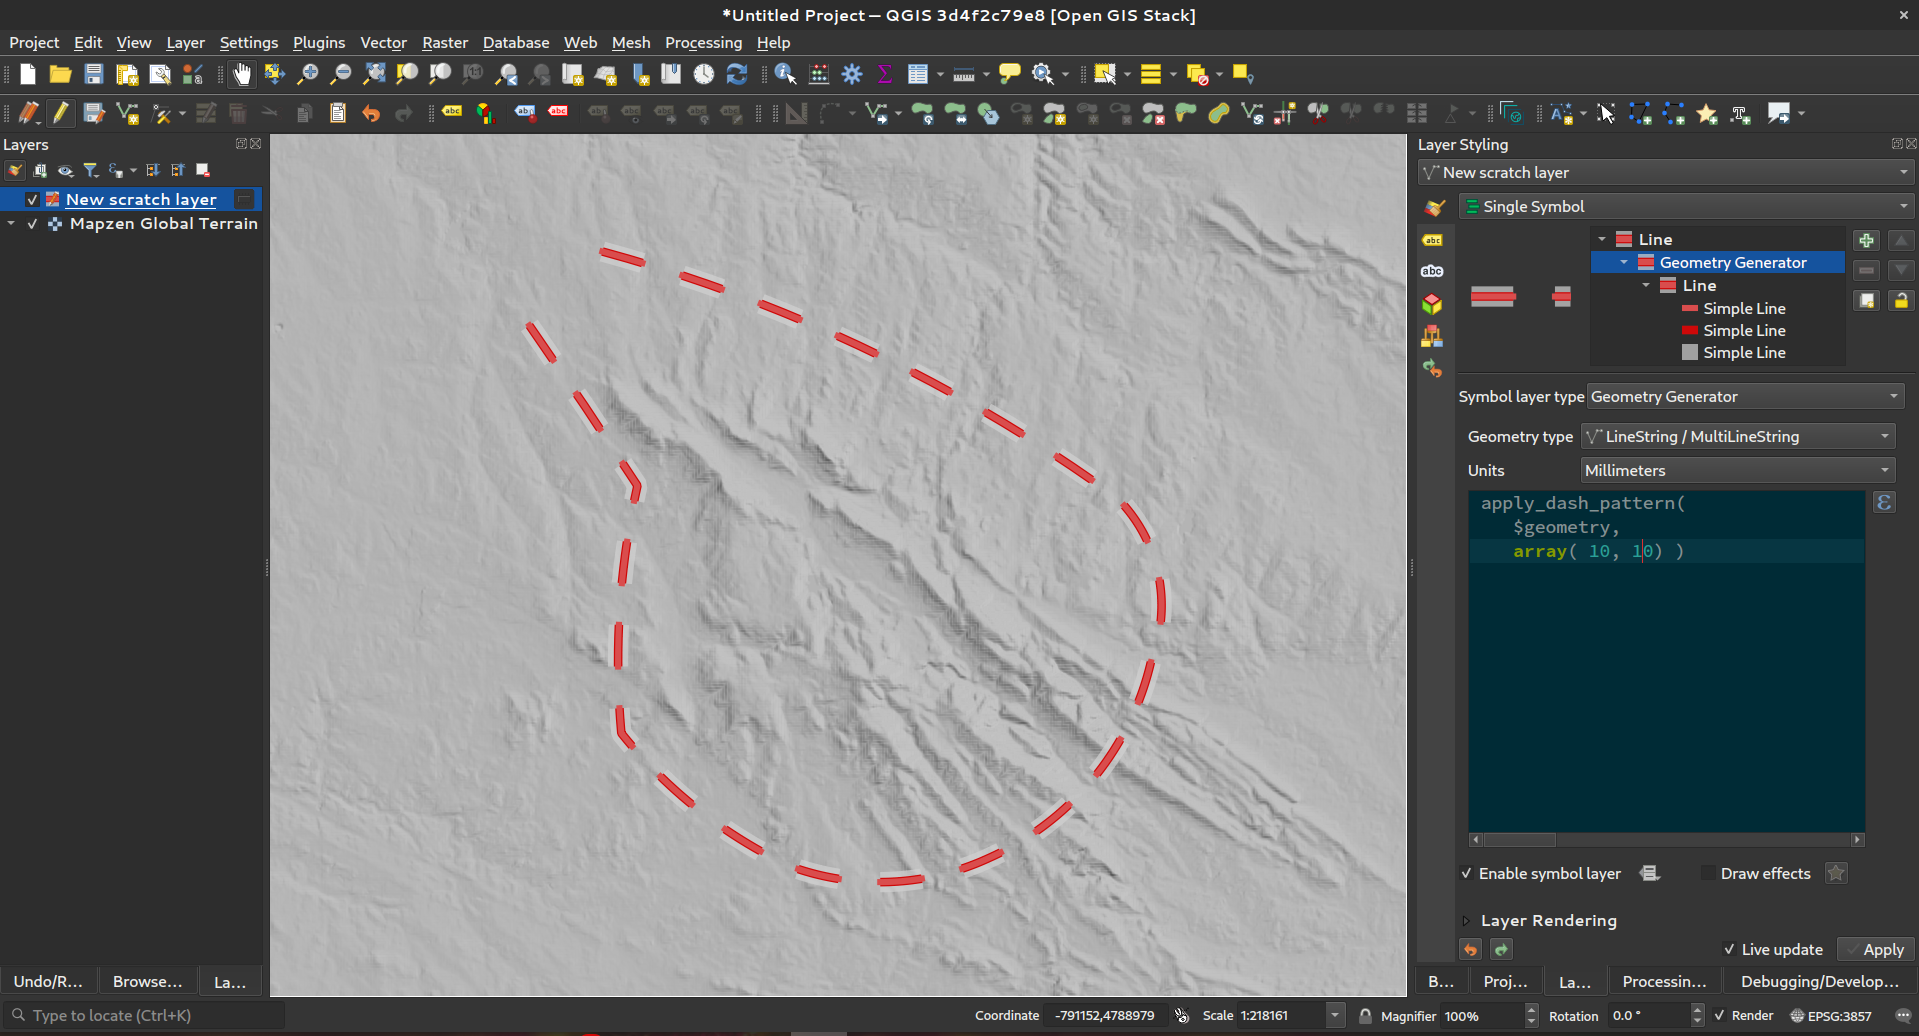 *Untitled Project — QGIS 3d4f2c79e8 [Open GIS Stack]
Project Edit View Layer Settings Plugins Vector Raster Database Web Mesh Processing Help
Layers
New scratch layer
Mapzen Global Terrain
Undo/R...
Browse...
La...
Layer Styling
New scratch layer
Single Symbol
abc
abc
Line
Geometry Generator
Line
Simple Line
Simple Line
Simple Line
Symbol layer type Geometry Generator
Geometry type LineString / MultiLineString
Units Millimeters
apply_dash_pattern(
$geometry,
array( 10, 10) )
Enable symbol layer
Draw effects
Layer Rendering
Live update
Apply
B...
Proj...
La...
Processin...
Debugging/Develop...
Type to locate (Ctrl+K)
Coordinate -791152,4788979
Scale 1:218161
Magnifier 100%
Rotation 0.0 °
Render
EPSG:3857